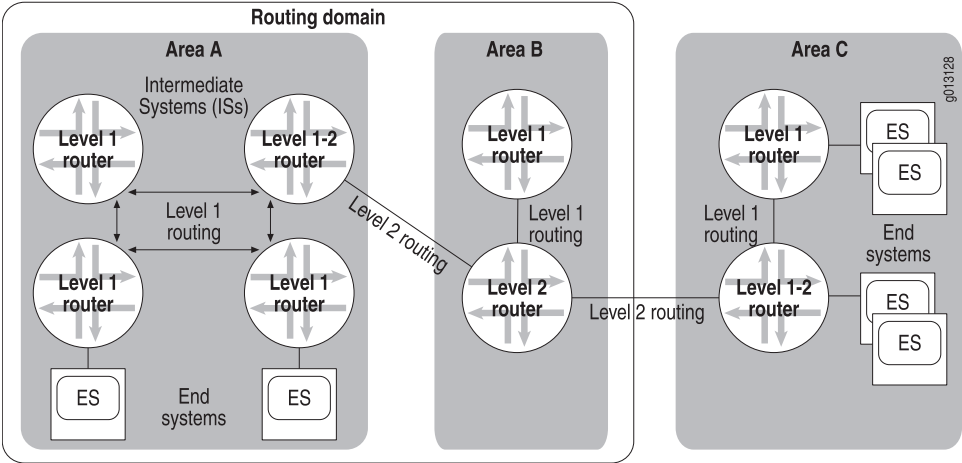 Routing domain
Area A
Intermediate
Systems (ISs)
Level 1
router
Level 1-2
router
Level 1
routing
Level 1
router
Level 1
router
ES
End
systems
ES
Level 2 routing
Area B
Level 1
router
Level 1
routing
Level 2
router
Level 2 routing
Area C
g013128
Level 1
router
ES
ES
Level 1
routing
End
systems
Level 1-2
router
ES
ES